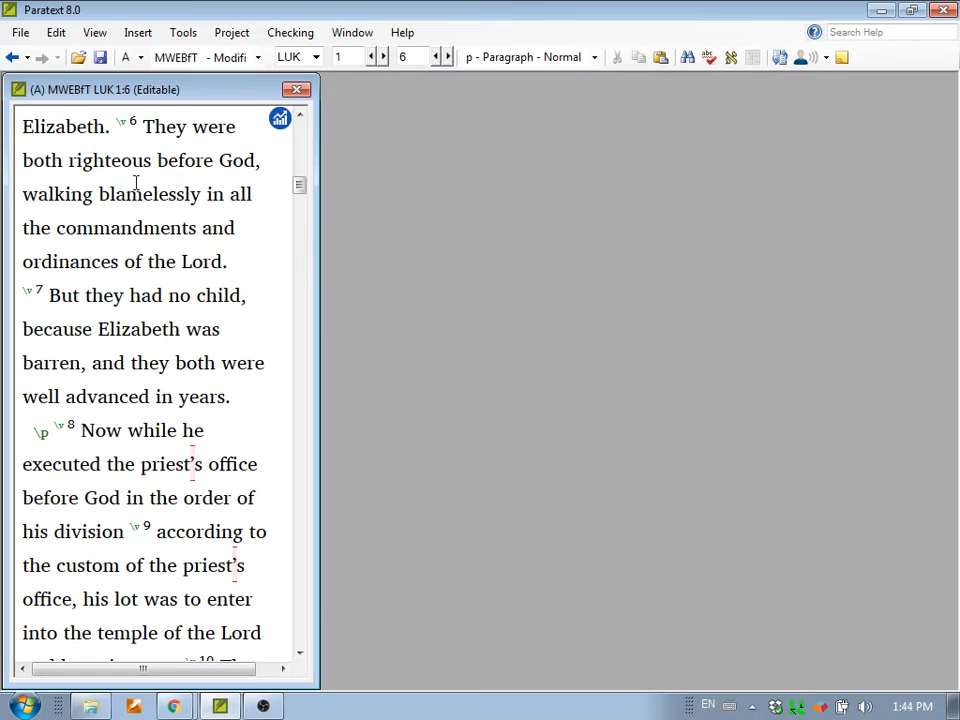 Paratext 8.0
File Edit View Insert Tools Project Checking Window Help Search Help
A MWEBfT - Modifi LUK 1 6 p - Paragraph - Normal
(A) MWEBfT LUK 1:6 (Editable)
Elizabeth. \v 6 They were
both righteous before God,
walking blamelessly in all
the commandments and
ordinances of the Lord.
\v 7 But they had no child,
because Elizabeth was
barren, and they both were
well advanced in years.
\p \v 8 Now while he
executed the priest’s office
before God in the order of
his division \v 9 according to
the custom of the priest’s
office, his lot was to enter
into the temple of the Lord
EN 1:44 PM